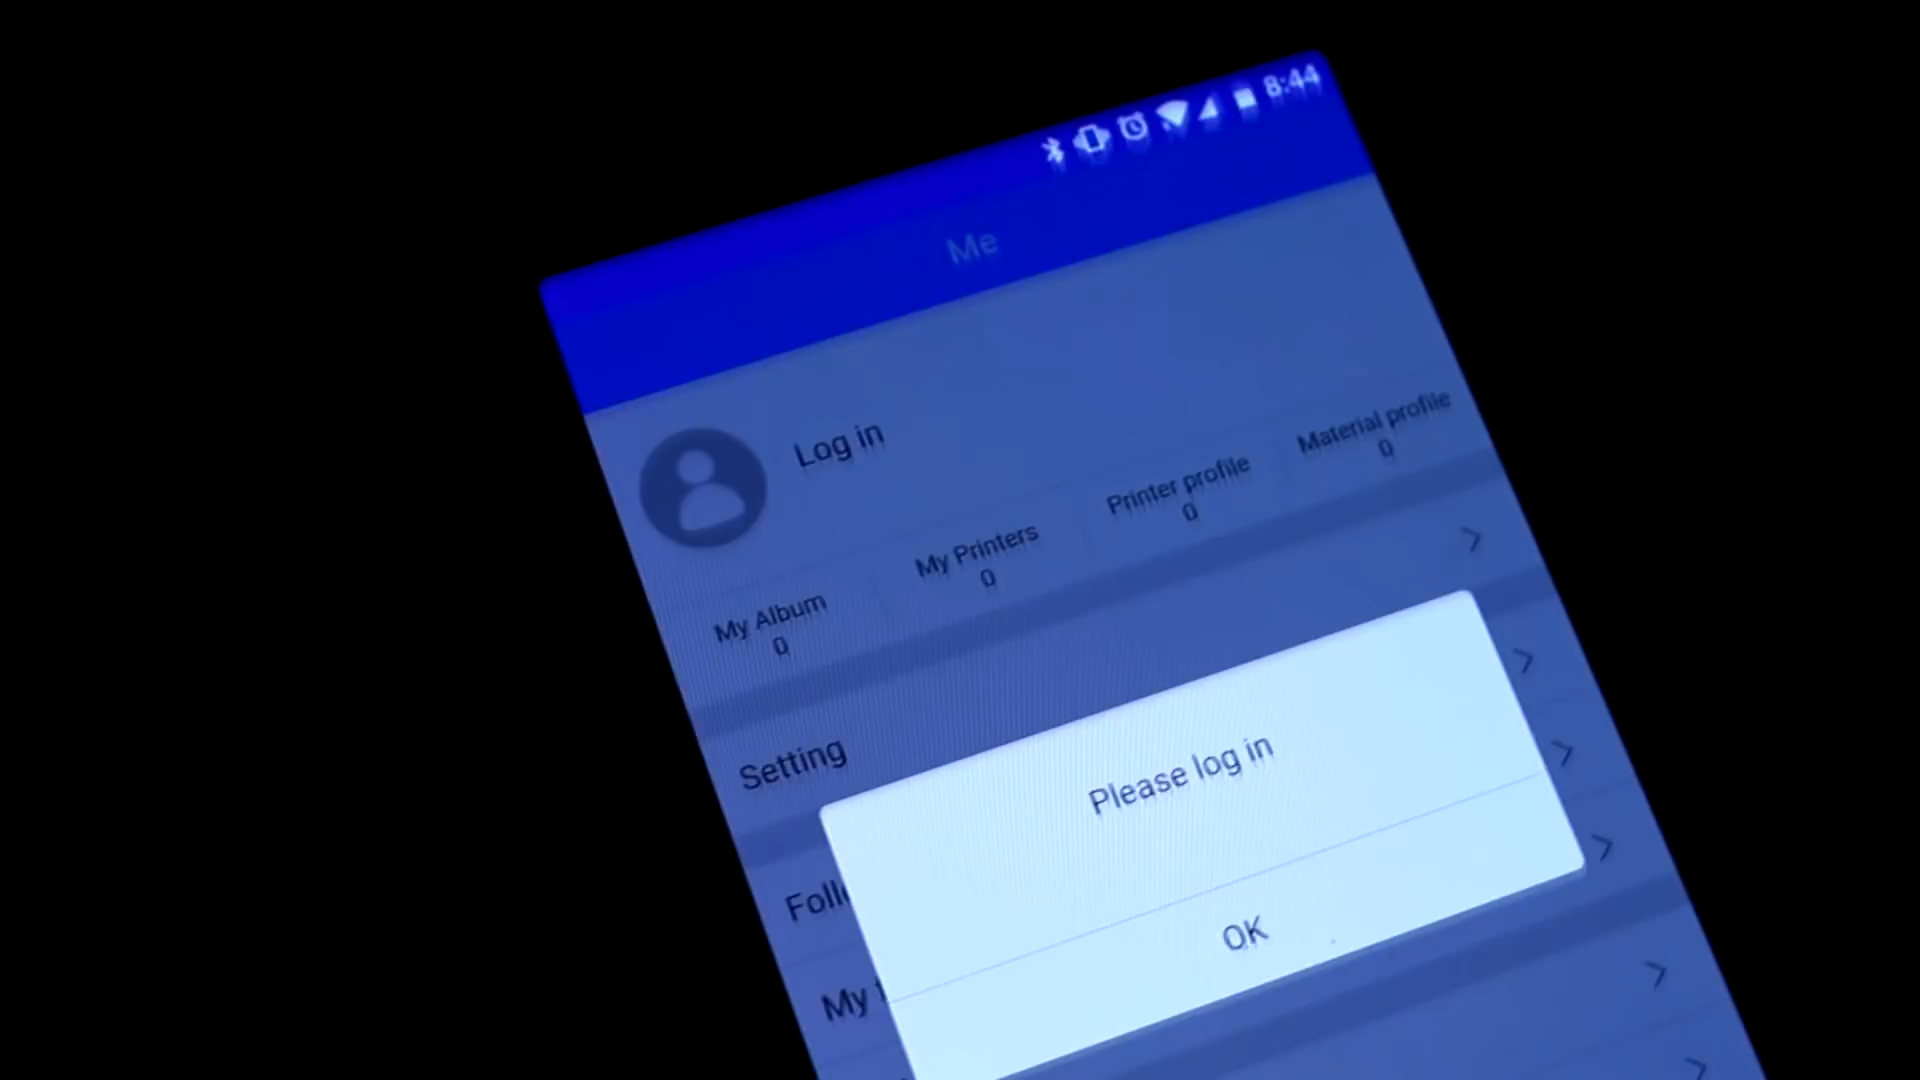 8:44
Me
Log in
My Album
0
My Printers
0
Printer profile
0
Material profile
0
Setting
Please log in
OK
My